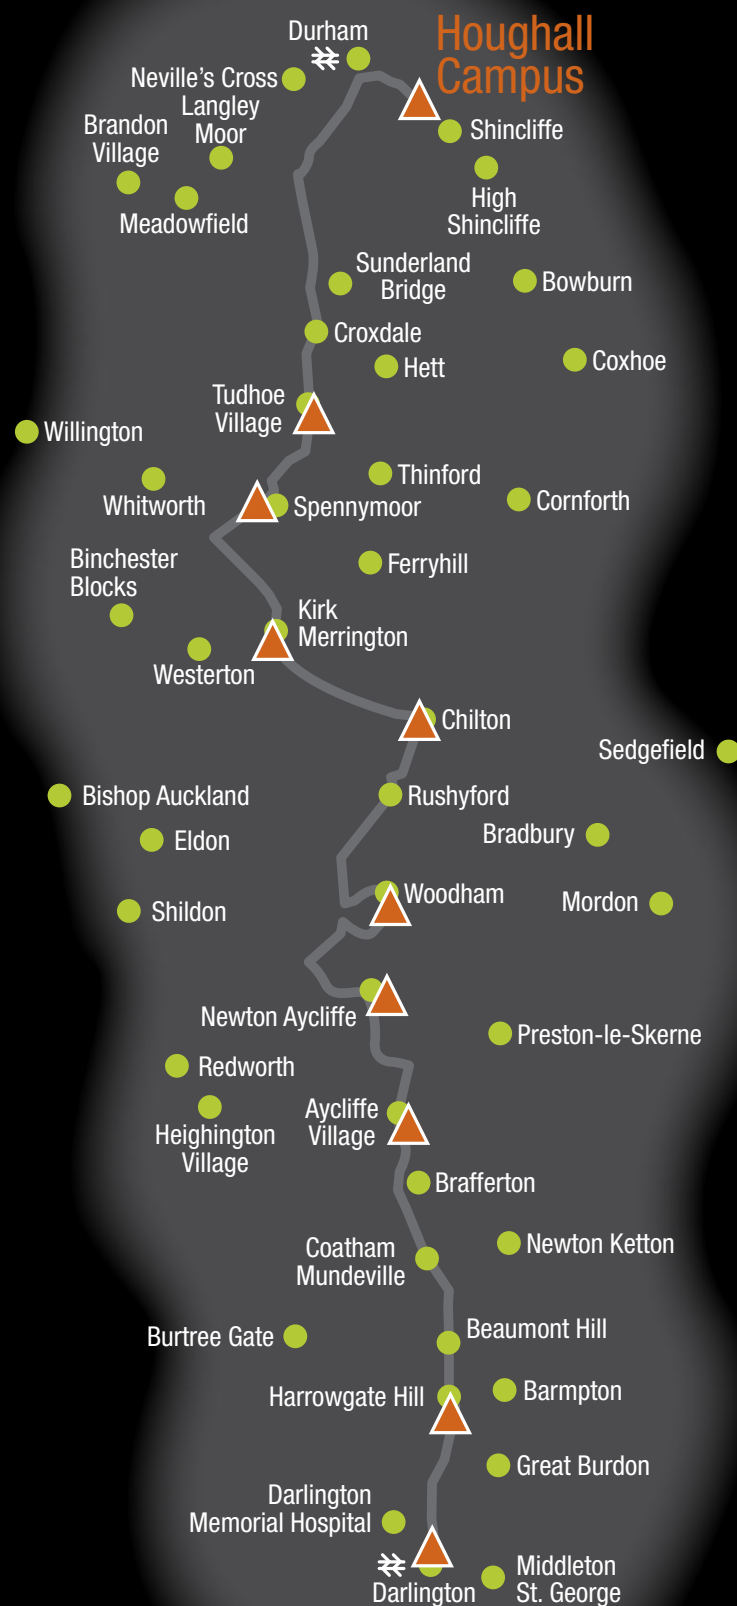 Durham
Houghall
Campus
Neville's Cross
Langley
Moor
Brandon
Village
Shincliffe
Meadowfield
High
Shincliffe
Sunderland
Bridge
Bowburn
Croxdale
Hett
Coxhoe
Tudhoe
Village
Willington
Thinford
Whitworth
Spennymoor
Cornforth
Binchester
Blocks
Ferryhill
Kirk
Merrington
Westerton
Chilton
Sedgefield
Bishop Auckland
Rushyford
Eldon
Bradbury
Woodham
Mordon
Shildon
Newton Aycliffe
Preston-le-Skerne
Redworth
Aycliffe
Village
Heighington
Village
Brafferton
Coatham
Mundeville
Newton Ketton
Burtree Gate
Beaumont Hill
Harrowgate Hill
Barmpton
Great Burdon
Darlington
Memorial Hospital
Darlington
Middleton
St. George